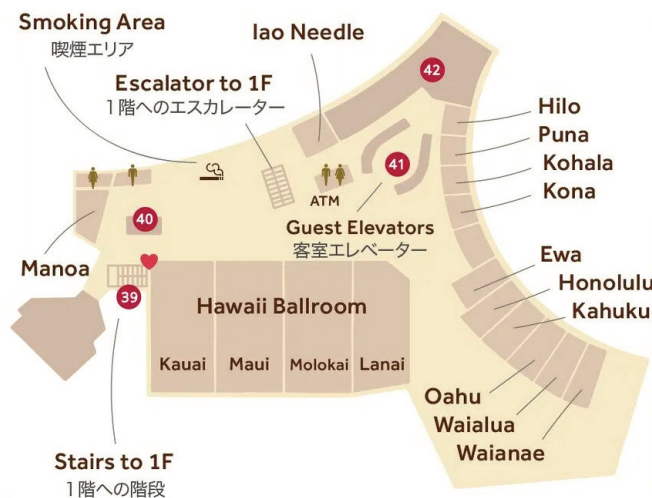 Smoking Area
喫煙エリア
Iao Needle
Escalator to 1F
1階へのエスカレーター
42
Hilo
Puna
Kohala
Kona
41
ATM
Guest Elevators
客室エレベーター
40
Manoa
39
Hawaii Ballroom
Kauai
Maui
Molokai
Lanai
Ewa
Honolulu
Kahuku
Oahu
Waialua
Waianae
Stairs to 1F
1階への階段